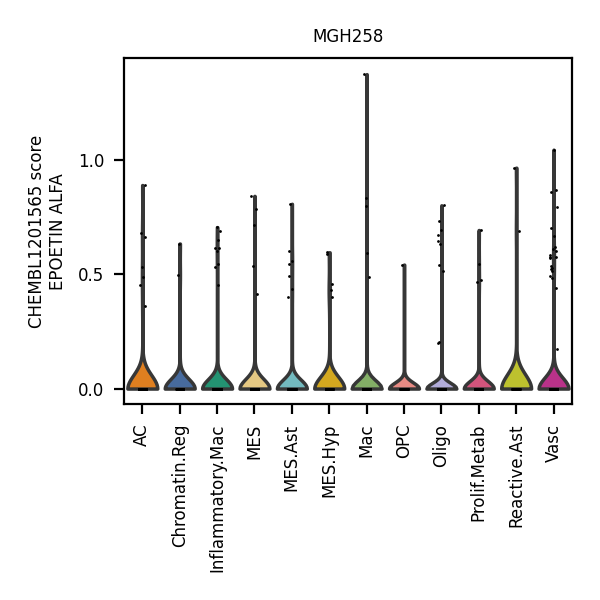 MGH258
CHEMBL1201565 score
EPOETIN ALFA
1.0
0.5
0.0
AC
Chromatin.Reg
Inflammatory.Mac
MES
MES.Ast
MES.Hyp
Mac
OPC
Oligo
Prolif.Metab
Reactive.Ast
Vasc